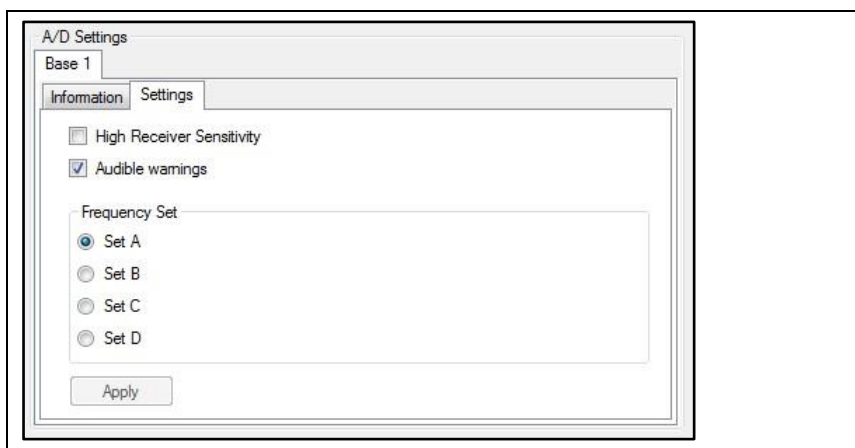 A/D Settings
Base 1
Information Settings
High Receiver Sensitivity
Audible warnings
Frequency Set
Set A
Set B
Set C
Set D
Apply